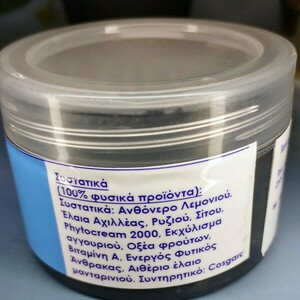 Συστατικά
(100% φυσικά προϊόντα):
Συστατικά: Ανθόνερο Λεμονιού,
Έλαια Αχιλλέας, Ρυζιού, Σίτου,
Phytocream 2000, Εκχύλισμα
αγγουριού, Οξέα φρούτων,
Βιταμίνη Α, Ενεργός Φυτικός
Άνθρακας, Αιθέριο έλαιο
μανταρινιού. Συντηρητικό: Cosgard